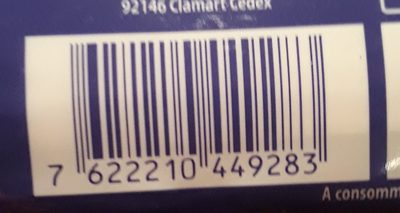 92146 Clamart Cedex
7 622210 449283
A consomm